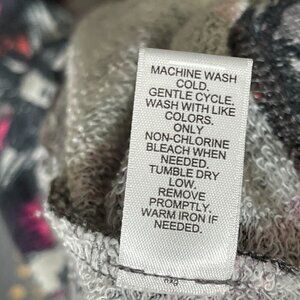 MACHINE WASH
COLD.
GENTLE CYCLE.
WASH WITH LIKE
COLORS.
ONLY
NON-CHLORINE
BLEACH WHEN
NEEDED.
TUMBLE DRY
LOW.
REMOVE
PROMPTLY.
WARM IRON IF
NEEDED.